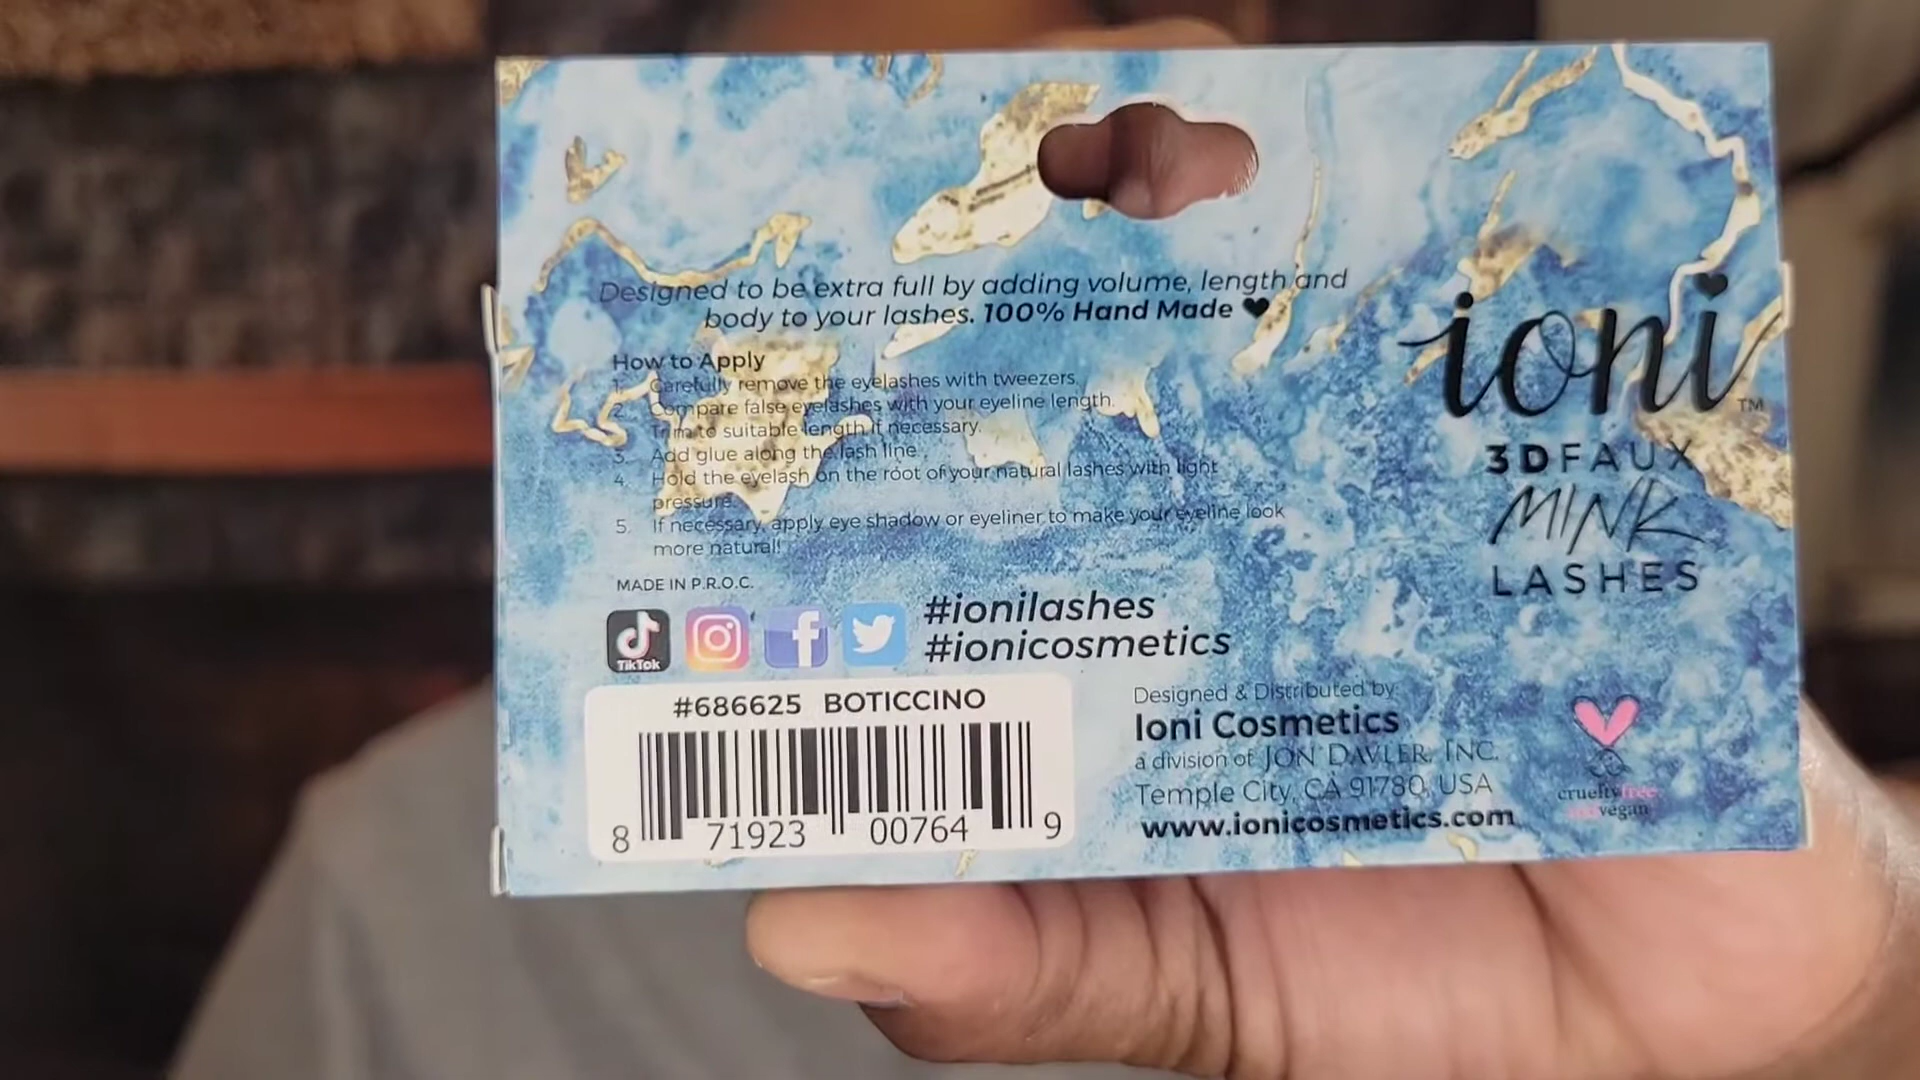 Designed to be extra full by adding volume, length and
body to your lashes. 100% Hand Made ♥
How to Apply
1. Carefully remove the eyelashes with tweezers.
2. Compare false eyelashes with your eyeline length.
Trim to suitable length if necessary.
3. Add glue along the lash line.
4. Hold the eyelash on the root of your natural lashes with light
pressure.
5. If necessary, apply eye shadow or eyeliner to make your eyeline look
more natural!
MADE IN P.R.O.C.
TikTok
#ionilashes
#ionicosmetics
#686625 BOTICCINO
8 71923 00764 9
ioni™
3D FAUX
MINK
LASHES
Designed & Distributed by:
Ioni Cosmetics
a division of JON DAVLER, INC.
Temple City, CA 91780, USA
www.ionicosmetics.com
cruelty free
and vegan